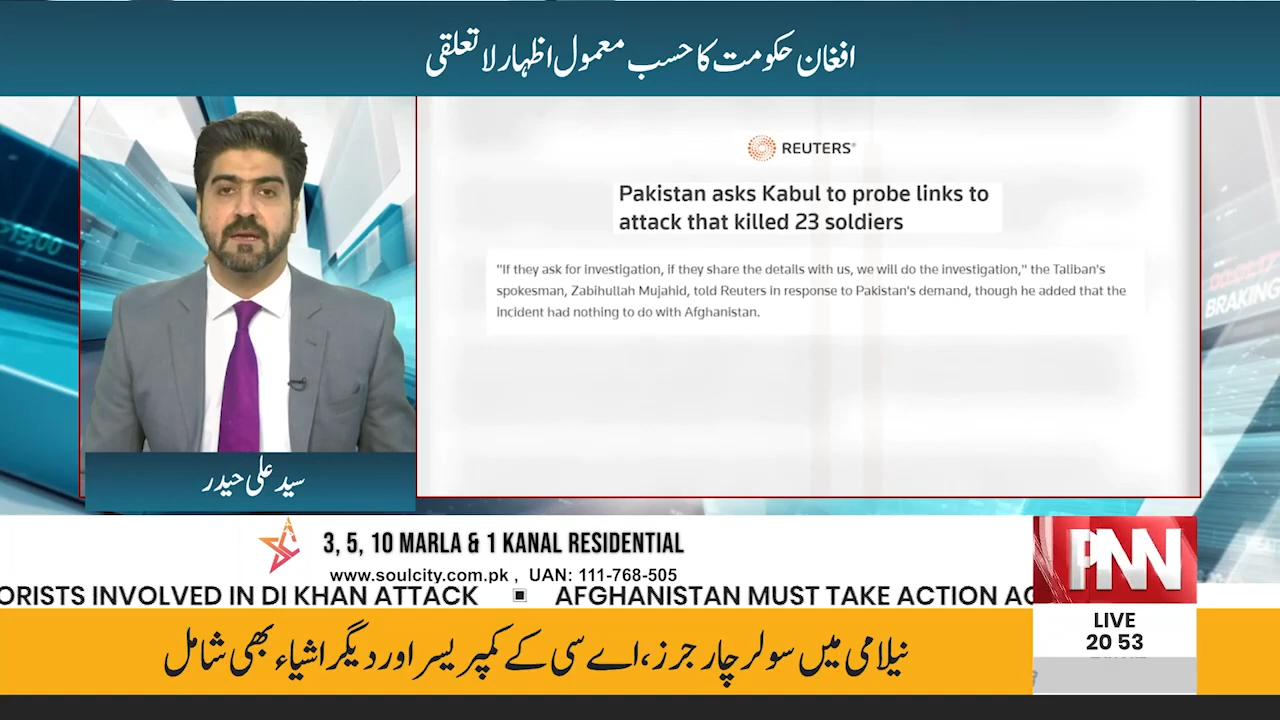 افغان حکومت کا حسب معمول اظہار لاتعلقی
REUTERS
Pakistan asks Kabul to probe links to
attack that killed 23 soldiers
"If they ask for investigation, if they share the details with us, we will do the investigation," the Taliban's
spokesman, Zabihullah Mujahid, told Reuters in response to Pakistan's demand, though he added that the
incident had nothing to do with Afghanistan.
13:00
BRAKING
سید علی حیدر
3, 5, 10 MARLA & 1 KANAL RESIDENTIAL
www.soulcity.com.pk , UAN: 111-768-505
ORISTS INVOLVED IN DI KHAN ATTACK
AFGHANISTAN MUST TAKE ACTION AG
PNN
LIVE
20 53
نیلامی میں سولر چارجرز، اے سی کے کمپریسر اور دیگر اشیاء بھی شامل